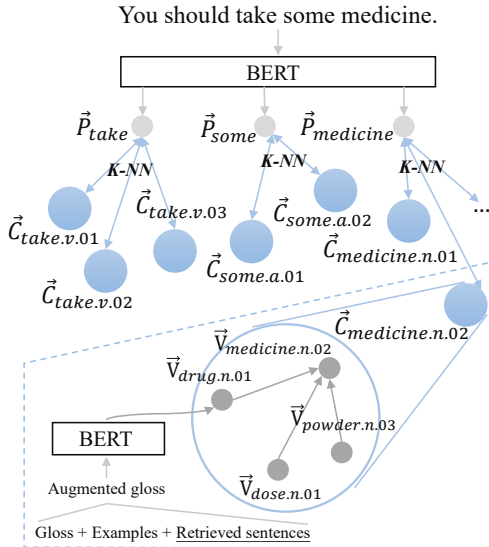 You should take some medicine.
BERT
P⃗take P⃗some P⃗medicine
K-NN K-NN K-NN
C⃗take.v.01 C⃗take.v.03 C⃗some.a.02 ...
C⃗take.v.02 C⃗some.a.01 C⃗medicine.n.01
C⃗medicine.n.02
V⃗medicine.n.02
V⃗drug.n.01
V⃗powder.n.03
BERT
V⃗dose.n.01
Augmented gloss
Gloss + Examples + Retrieved sentences